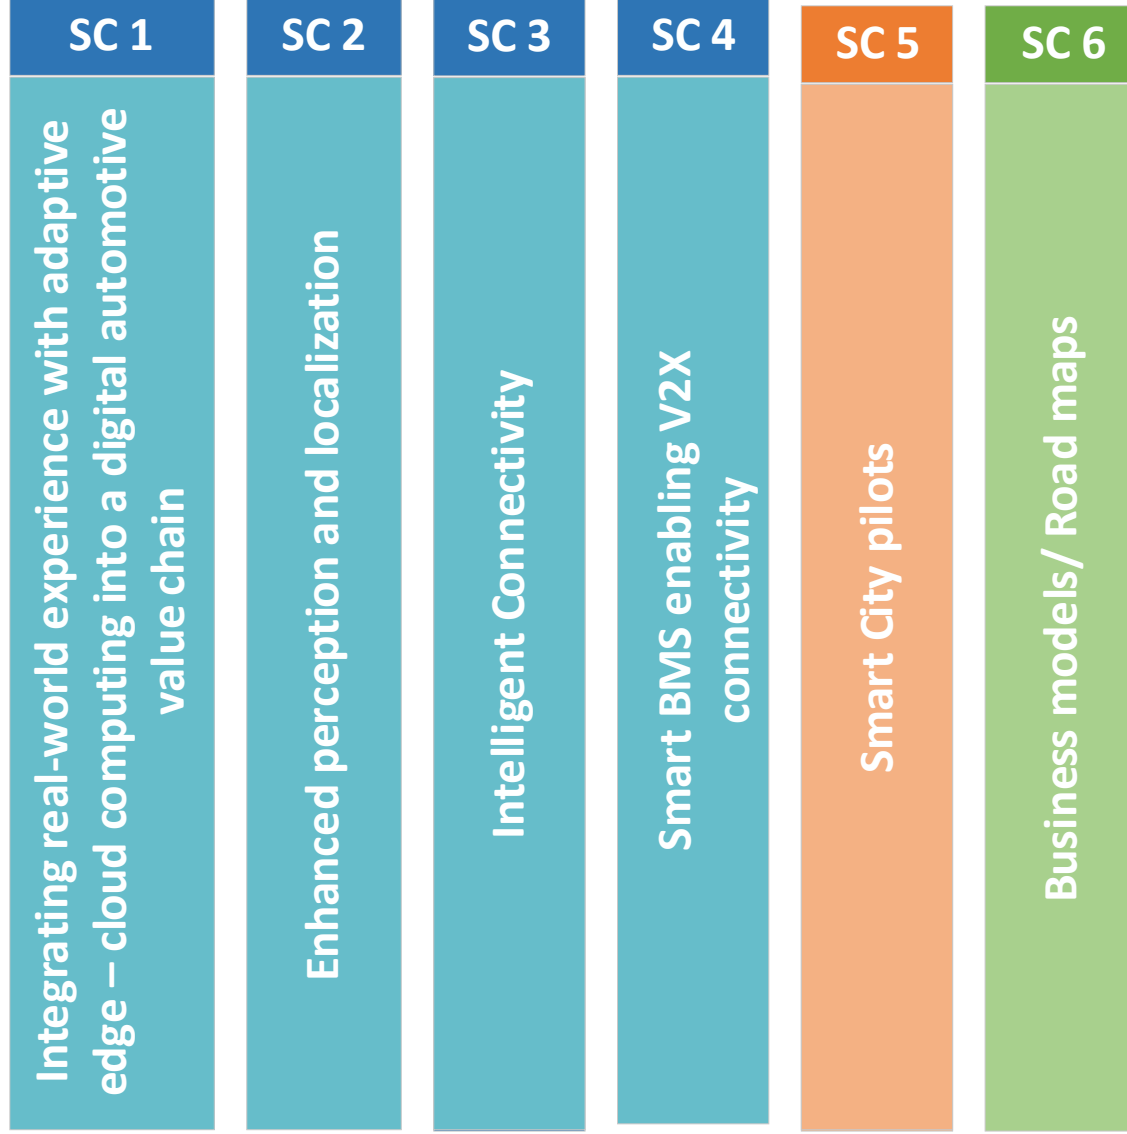 SC 1
Integrating real-world experience with adaptive
edge – cloud computing into a digital automotive
value chain
SC 2
Enhanced perception and localization
SC 3
Intelligent Connectivity
SC 4
Smart BMS enabling V2X
connectivity
SC 5
Smart City pilots
SC 6
Business models/ Road maps